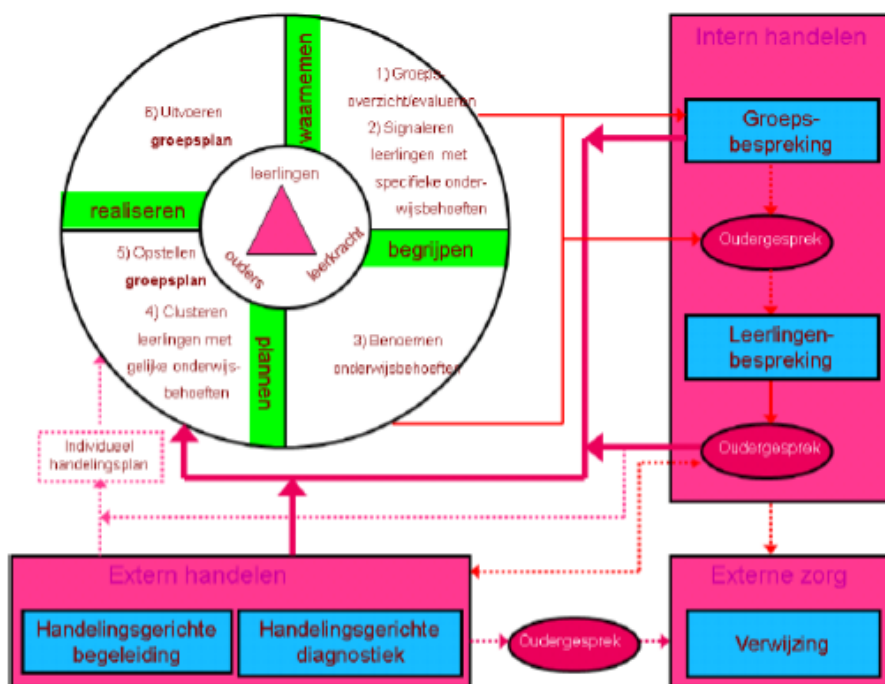 waarnemen
1) Groeps-
overzicht/evalueren
2) Signaleren
leerlingen met
specifieke onder-
wijsbehoeften
begrijpen
3) Benoemen
onderwijsbehoeften
plannen
4) Clusteren
leerlingen met
gelijke onderwijs-
behoeften
5) Opstellen
groepsplan
realiseren
6) Uitvoeren
groepsplan
leerlingen
ouders
leerkracht
Individueel
handelingsplan
Intern handelen
Groeps-
bespreking
Oudergesprek
Leerlingen-
bespreking
Oudergesprek
Extern handelen
Handelingsgerichte
begeleiding
Handelingsgerichte
diagnostiek
Oudergesprek
Externe zorg
Verwijzing